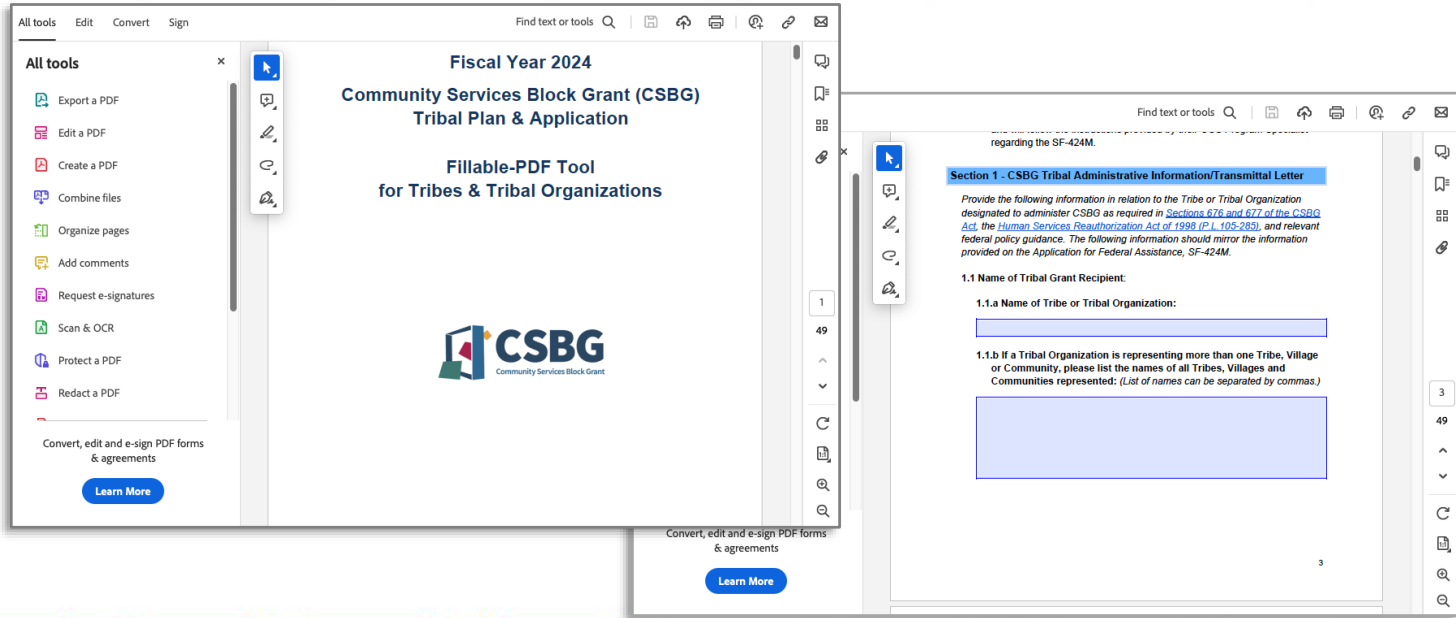 All tools Edit Convert Sign Find text or tools
All tools
Export a PDF
Edit a PDF
Create a PDF
Combine files
Organize pages
Add comments
Request e-signatures
Scan & OCR
Protect a PDF
Redact a PDF
Convert, edit and e-sign PDF forms
& agreements
Learn More
Fiscal Year 2024
Community Services Block Grant (CSBG)
Tribal Plan & Application
Fillable-PDF Tool
for Tribes & Tribal Organizations
CSBG
Community Services Block Grant
1
49
1:1
Find text or tools
regarding the SF-424M.
Section 1 - CSBG Tribal Administrative Information/Transmittal Letter
Provide the following information in relation to the Tribe or Tribal Organization
designated to administer CSBG as required in Sections 676 and 677 of the CSBG
Act, the Human Services Reauthorization Act of 1998 (P.L.105-285), and relevant
federal policy guidance. The following information should mirror the information
provided on the Application for Federal Assistance, SF-424M.
1.1 Name of Tribal Grant Recipient:
1.1.a Name of Tribe or Tribal Organization:
1.1.b If a Tribal Organization is representing more than one Tribe, Village
or Community, please list the names of all Tribes, Villages and
Communities represented: (List of names can be separated by commas.)
3
3
49
1:1
Convert, edit and e-sign PDF forms
& agreements
Learn More